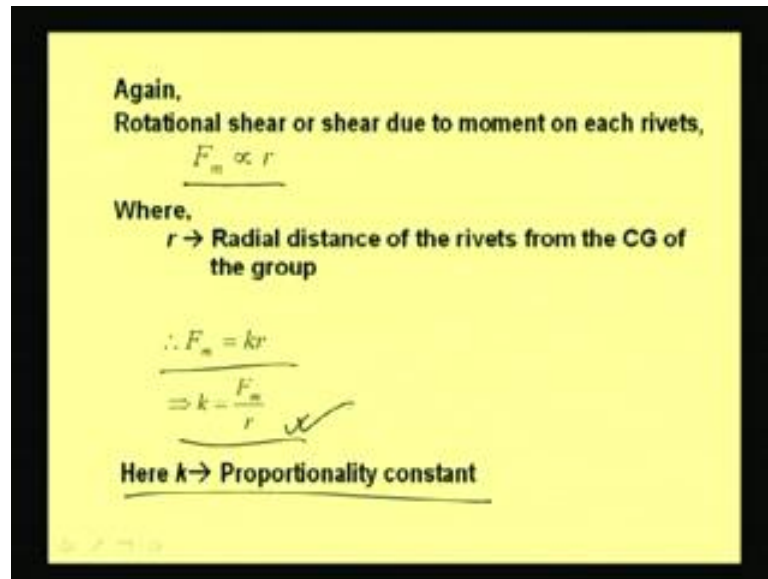 Again,
Rotational shear or shear due to moment on each rivets,
F_m ∝ r
Where,
r → Radial distance of the rivets from the CG of
the group
∴ F_m = kr
⇒ k = F_m / r
Here k → Proportionality constant